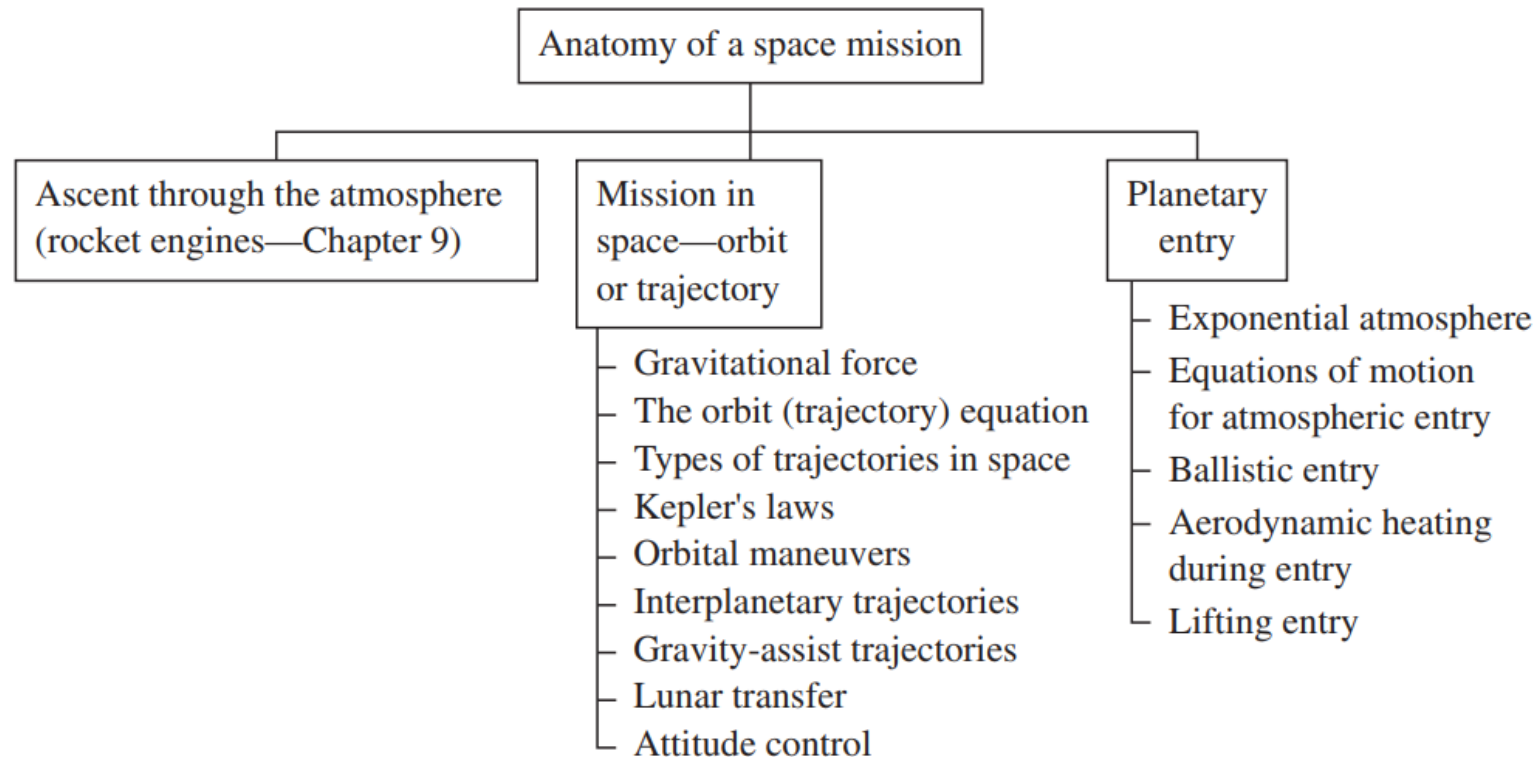 Anatomy of a space mission
Ascent through the atmosphere
(rocket engines—Chapter 9)
Mission in
space—orbit
or trajectory
Gravitational force
The orbit (trajectory) equation
Types of trajectories in space
Kepler's laws
Orbital maneuvers
Interplanetary trajectories
Gravity-assist trajectories
Lunar transfer
Attitude control
Planetary
entry
Exponential atmosphere
Equations of motion
for atmospheric entry
Ballistic entry
Aerodynamic heating
during entry
Lifting entry